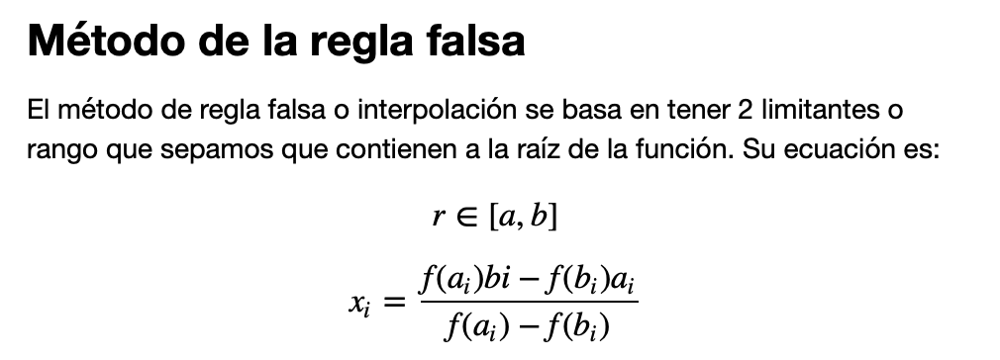 Método de la regla falsa
El método de regla falsa o interpolación se basa en tener 2 limitantes o
rango que sepamos que contienen a la raíz de la función. Su ecuación es:
r ∈ [a, b]
x_i = \frac{f(a_i)bi − f(b_i)a_i}{f(a_i) − f(b_i)}